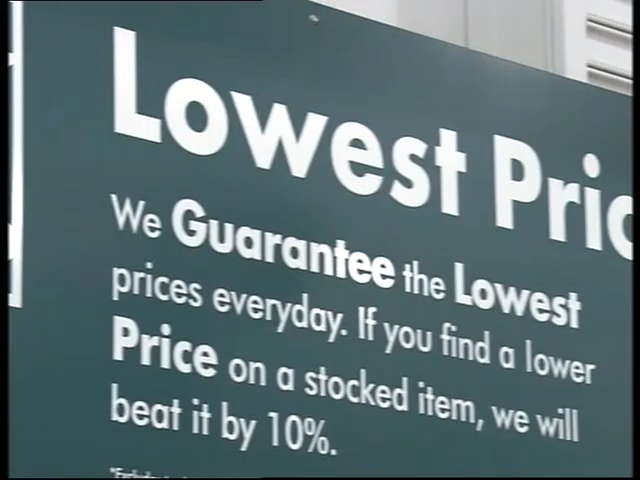 Lowest Pric
We Guarantee the Lowest
prices everyday. If you find a lower
Price on a stocked item, we will
beat it by 10%.